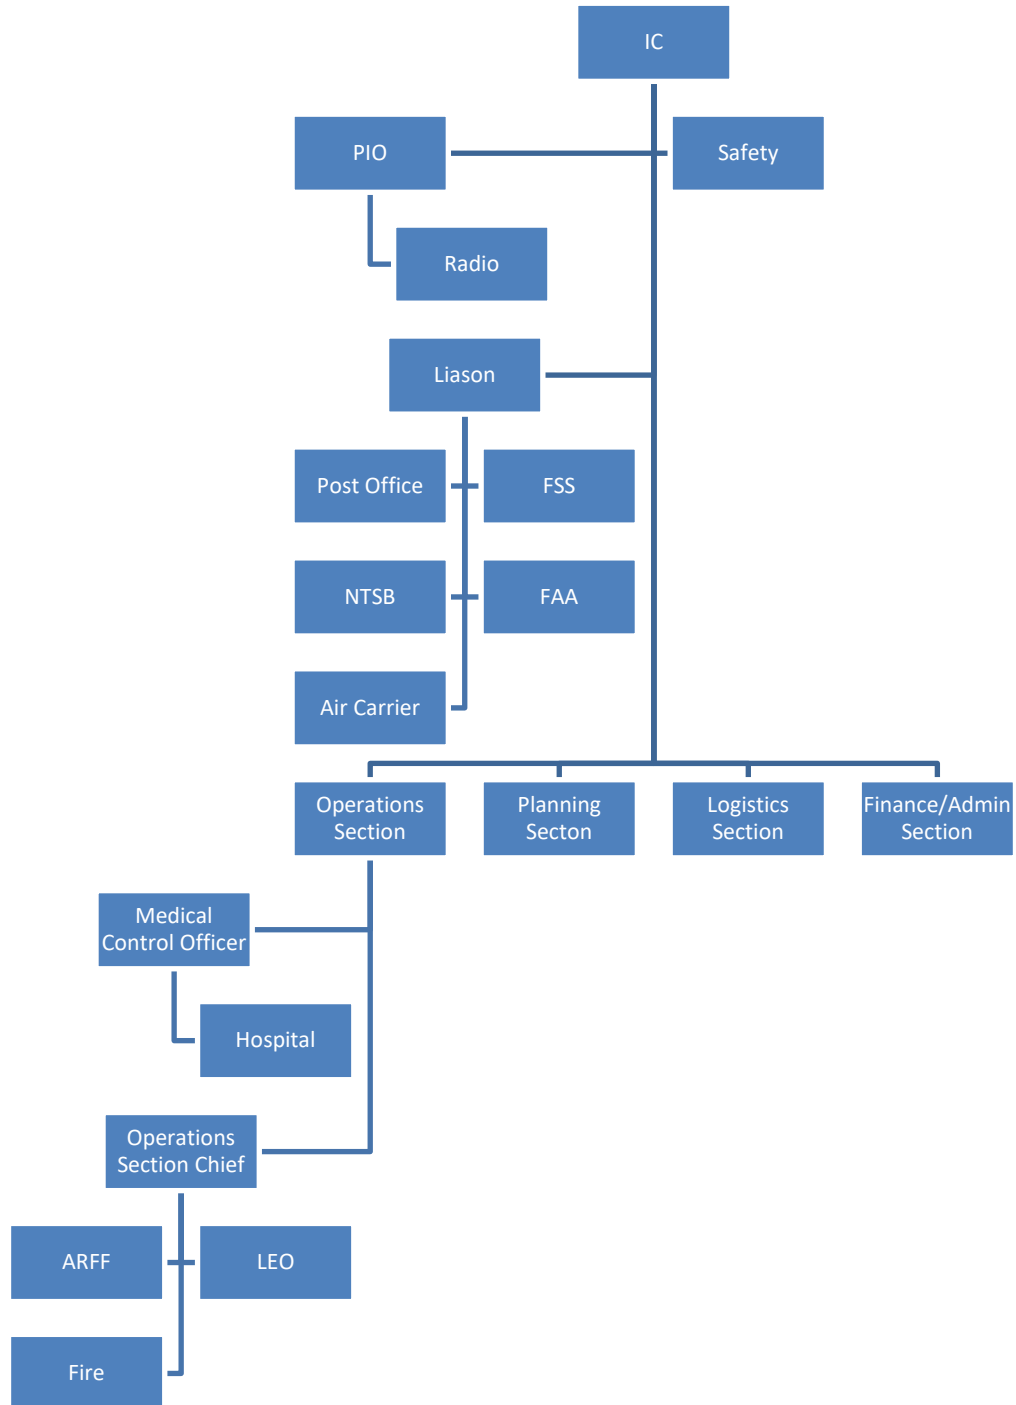 IC
PIO
Safety
Radio
Liason
Post Office
FSS
NTSB
FAA
Air Carrier
Operations
Section
Planning
Secton
Logistics
Section
Finance/Admin
Section
Medical
Control Officer
Hospital
Operations
Section Chief
ARFF
LEO
Fire